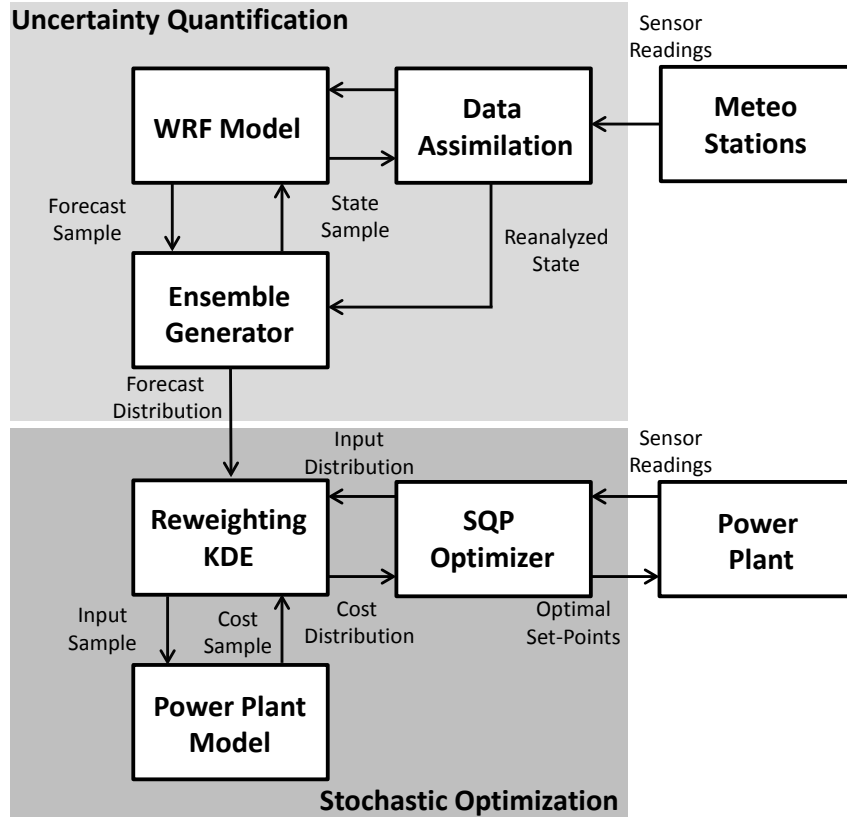 Uncertainty Quantification
Sensor
Readings
WRF Model
Data
Assimilation
Meteo
Stations
Forecast
Sample
State
Sample
Reanalyzed
State
Ensemble
Generator
Forecast
Distribution
Input
Distribution
Sensor
Readings
Reweighting
KDE
SQP
Optimizer
Power
Plant
Input
Sample
Cost
Sample
Cost
Distribution
Optimal
Set-Points
Power Plant
Model
Stochastic Optimization